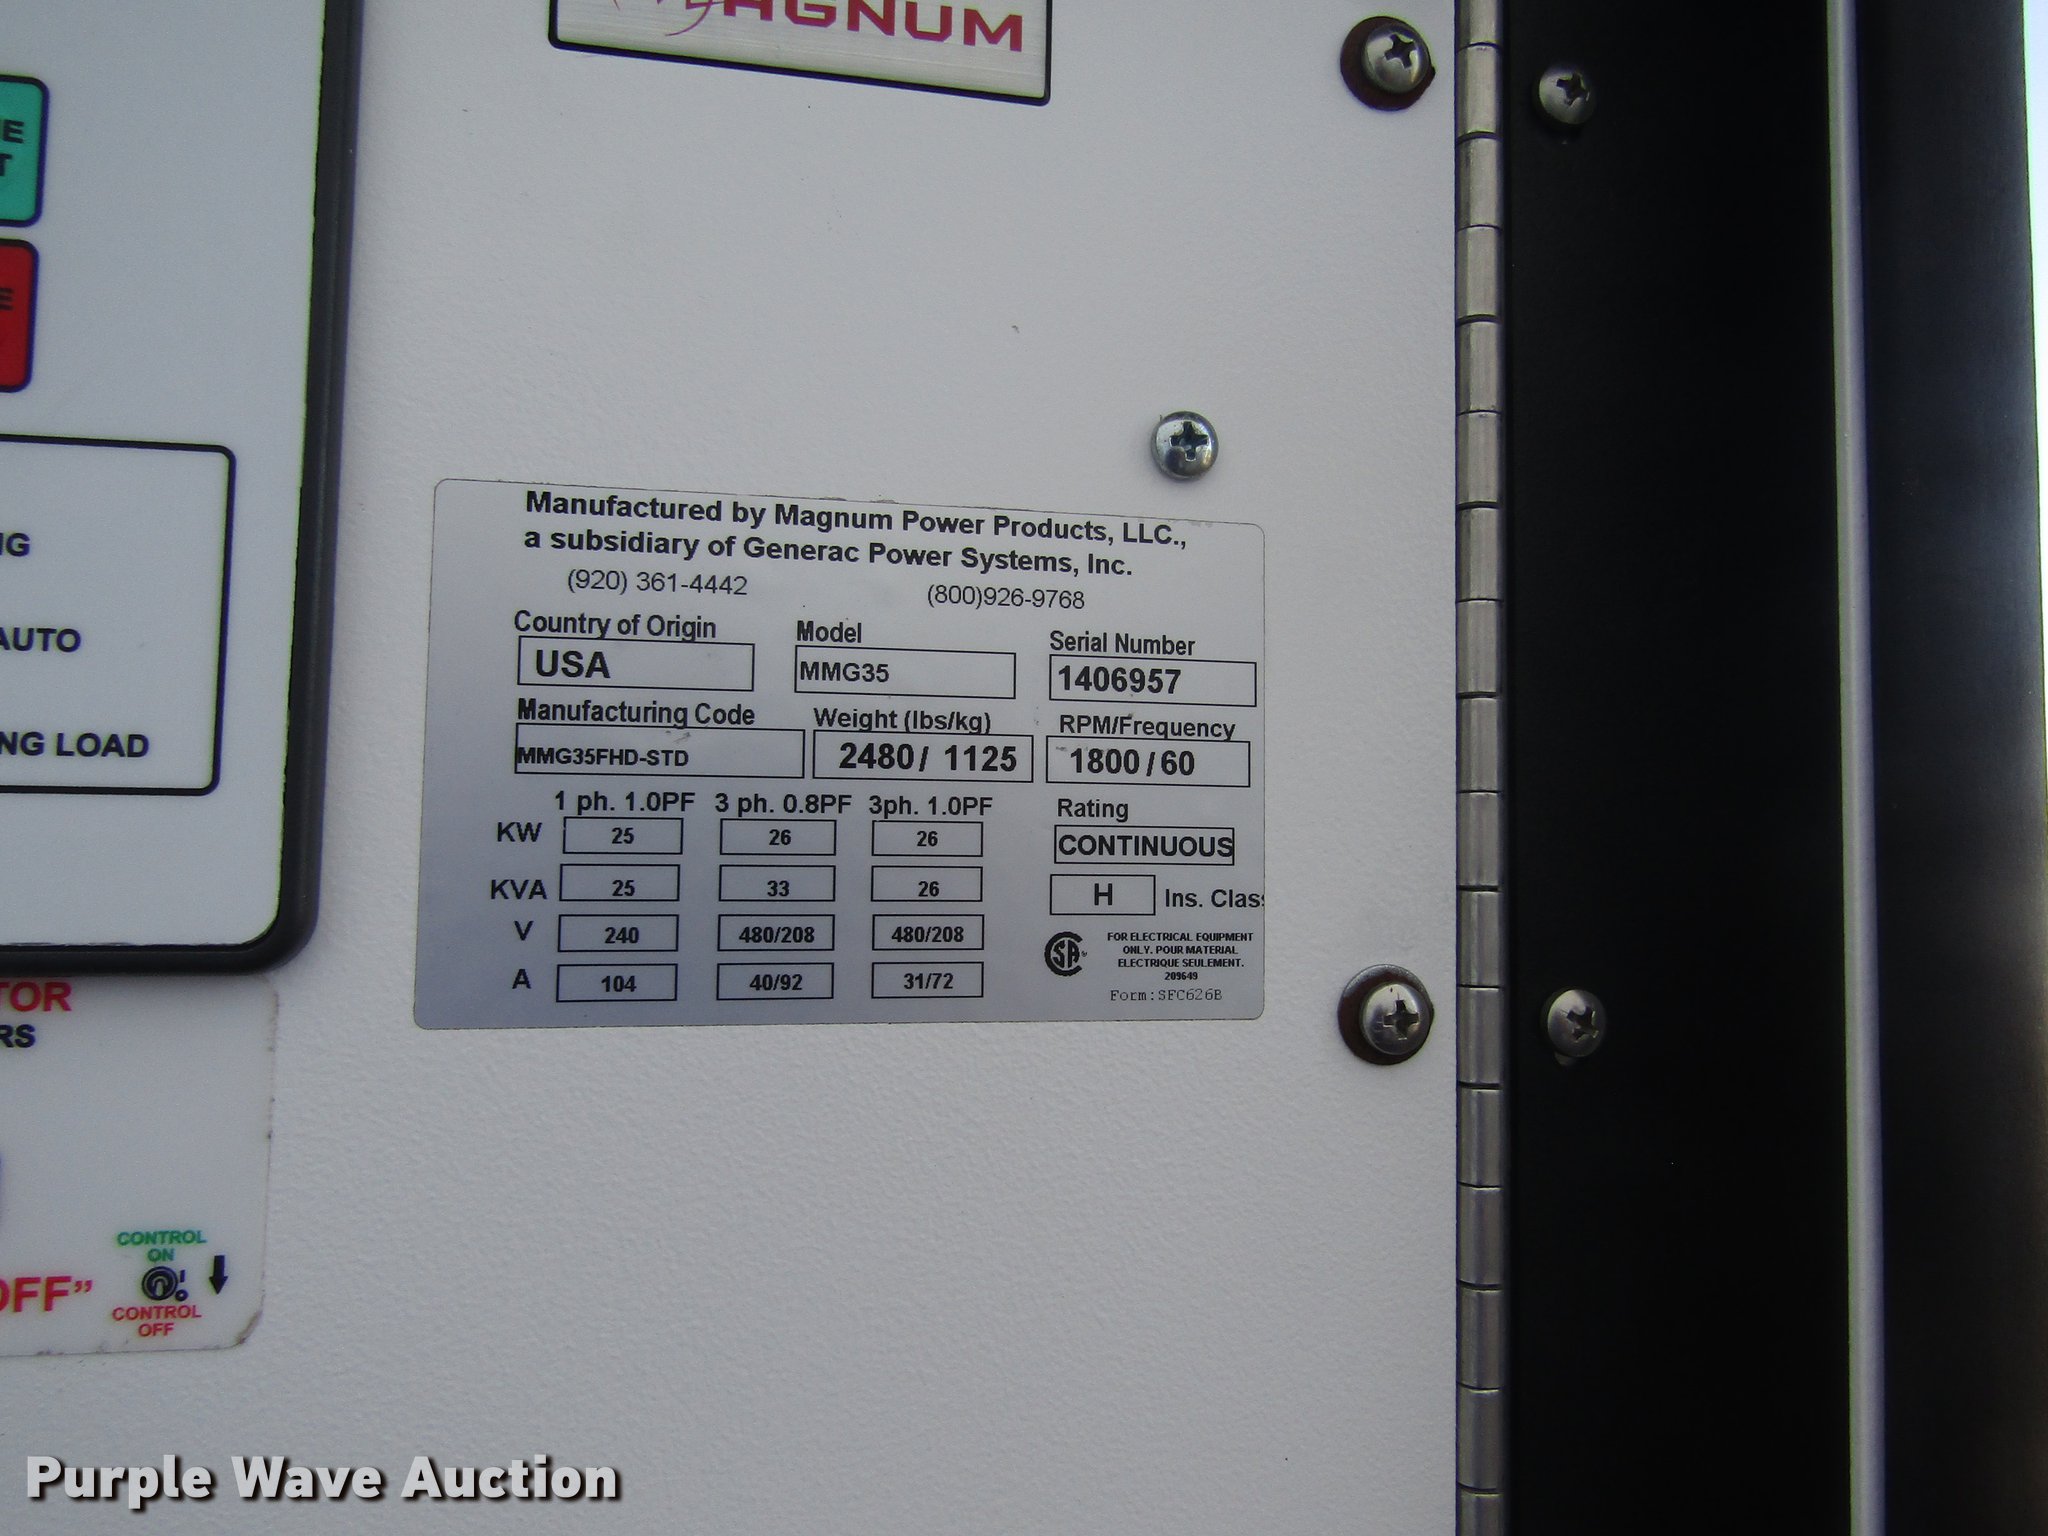 MAGNUM
Manufactured by Magnum Power Products, LLC.,
a subsidiary of Generac Power Systems, Inc.
(920) 361-4442 (800)926-9768
Country of Origin Model Serial Number
USA MMG35 1406957
Manufacturing Code Weight (lbs/kg) RPM/Frequency
MMG35FHD-STD 2480/ 1125 1800/60
1 ph. 1.0PF 3 ph. 0.8PF 3ph. 1.0PF Rating
KW 25 26 26 CONTINUOUS
KVA 25 33 26 H Ins. Clas
V 240 480/208 480/208
A 104 40/92 31/72
SA
FOR ELECTRICAL EQUIPMENT
ONLY. POUR MATERIAL
ELECTRIQUE SEULEMENT.
209649
Form:SFC626B
E
T
E
NG
AUTO
NG LOAD
TOR
RS
OFF"
CONTROL
ON
CONTROL
OFF
Purple Wave Auction